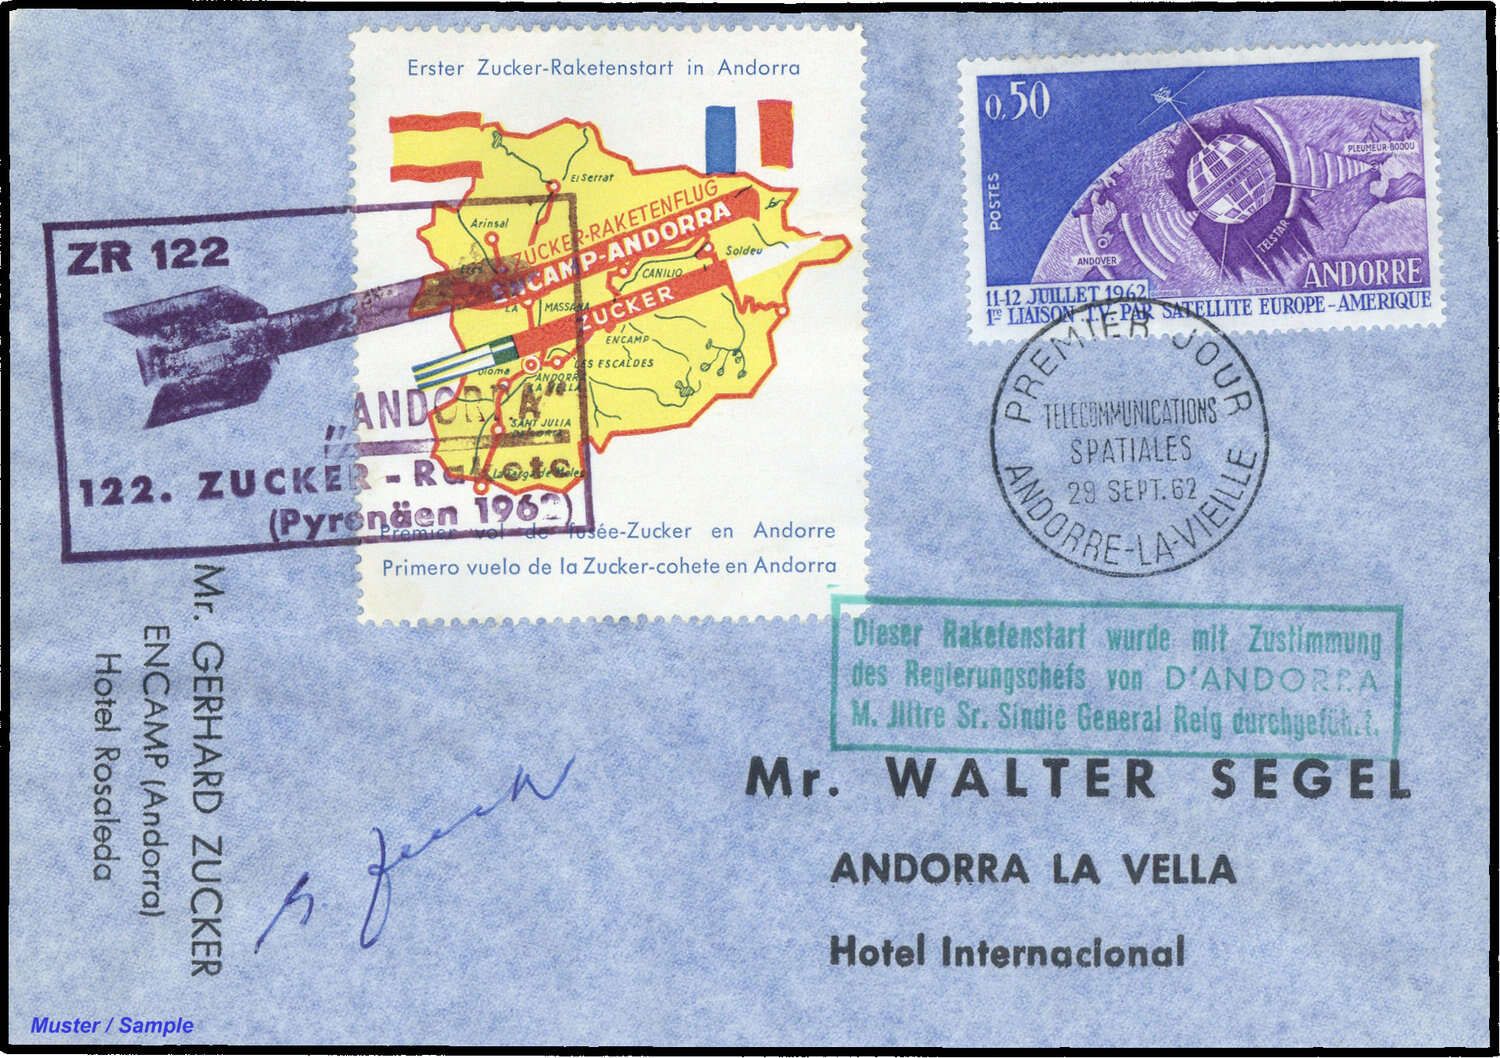 Erster Zucker-Raketenstart in Andorra
El Serrat
Arinsal
ZUCKER-RAKETENFLUG
ENCAMP-ANDORRA
Soldeu
CANILIO
LA MASSANA
ZUCKER
ENCAMP
LES ESCALDES
ANDORRA
LA VELLA
SANT JULIA
Premier vol de fusée-Zucker en Andorre
Primero vuelo de la Zucker-cohete en Andorra
ZR 122
„ANDORRA"
122. ZUCKER - Rakete
(Pyrenäen 1962)
0,50
POSTES
PLEUMEUR-BODOU
ANDOVER
TELSTAR
ANDORRE
11-12 JUILLET 1962
1re LIAISON T.V. PAR SATELLITE EUROPE-AMERIQUE
PREMIER JOUR
TELECOMMUNICATIONS
SPATIALES
29 SEPT. 62
ANDORRE-LA-VIEILLE
Dieser Raketenstart wurde mit Zustimmung
des Regierungschefs von D'ANDORRA
M. Jlltre Sr. Sindic General Reig durchgeführt.
Mr. WALTER SEGEL
ANDORRA LA VELLA
Hotel Internacional
Mr. GERHARD ZUCKER
ENCAMP (Andorra)
Hotel Rosaleda
G. Zucker
Muster / Sample